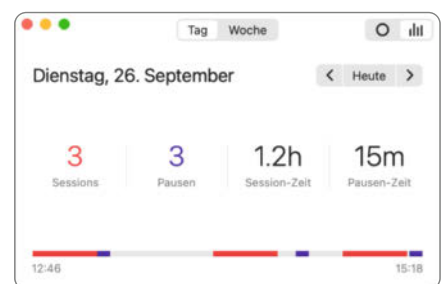 Tag Woche
Dienstag, 26. September
Heute
3 3 1.2h 15m
Sessions Pausen Session-Zeit Pausen-Zeit
12:46 15:18